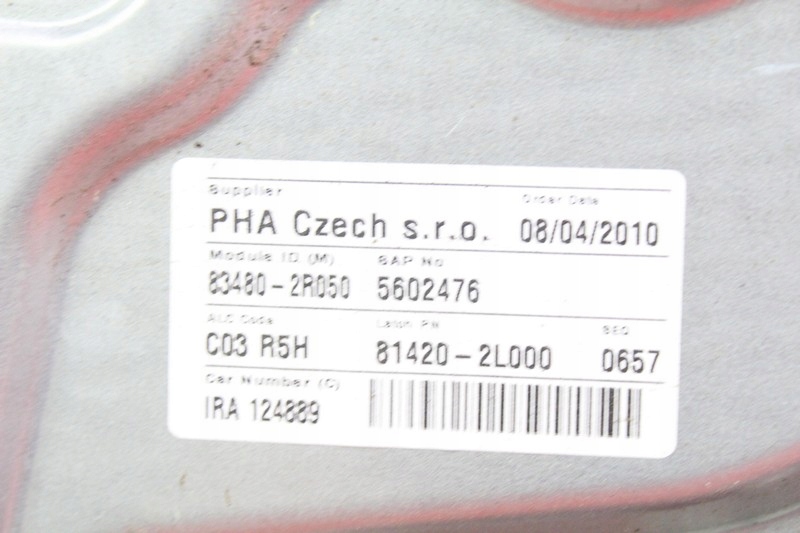 Supplier
Order Date
PHA Czech s.r.o. 08/04/2010
Module ID (M) SAP No
83480-2R050 5602476
ALC Code Latch PN SEQ
C03 R5H 81420-2L000 0657
Car Number (C)
IRA 124889